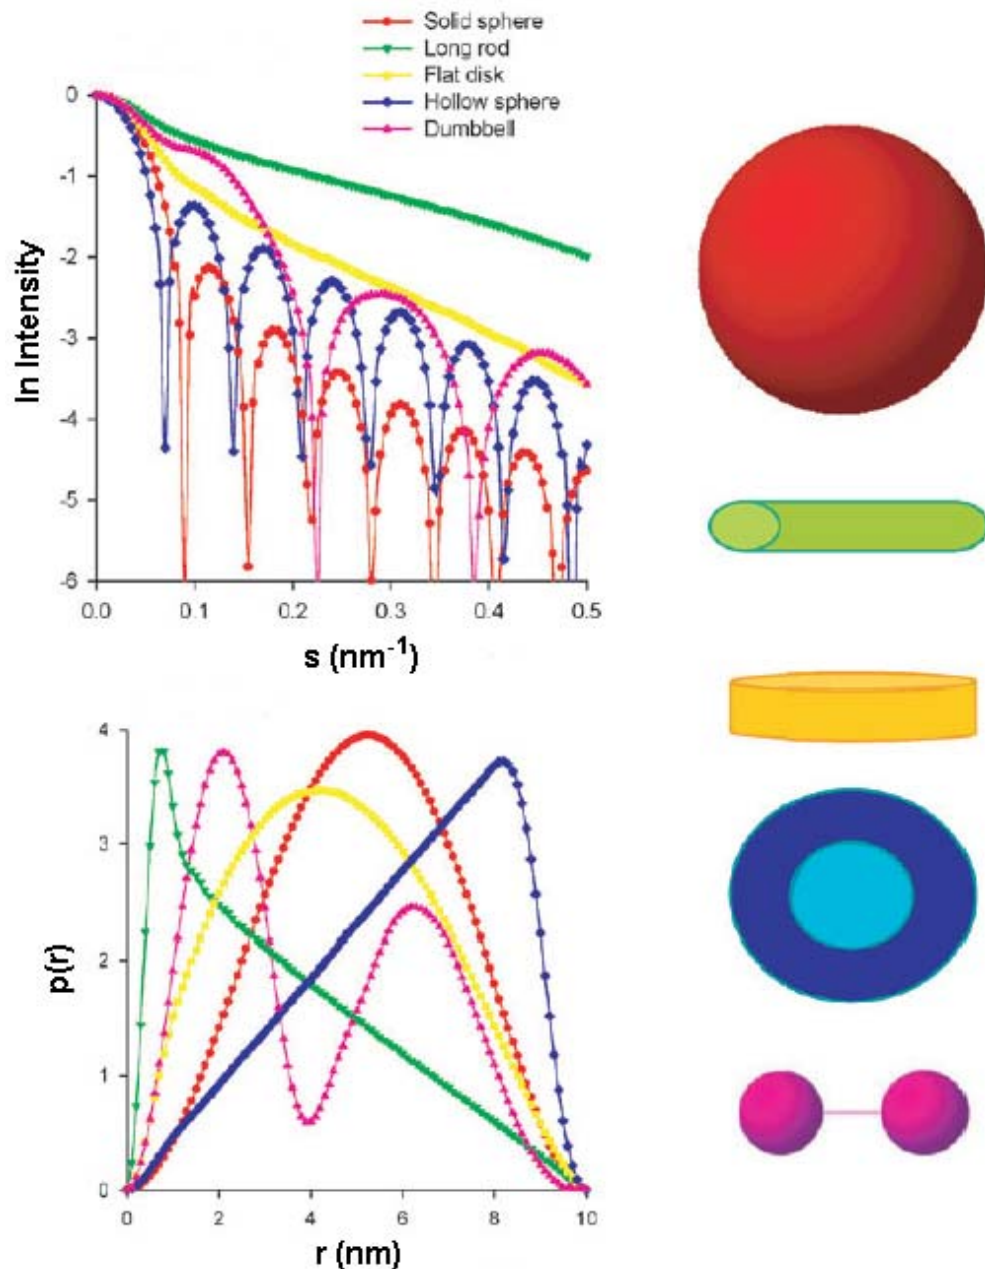 Solid sphere
Long rod
Flat disk
Hollow sphere
Dumbbell
0
-1
-2
-3
-4
-5
-6
ln Intensity
0.0 0.1 0.2 0.3 0.4 0.5
s (nm-1)
4
3
2
1
0
p(r)
0 2 4 6 8 10
r (nm)